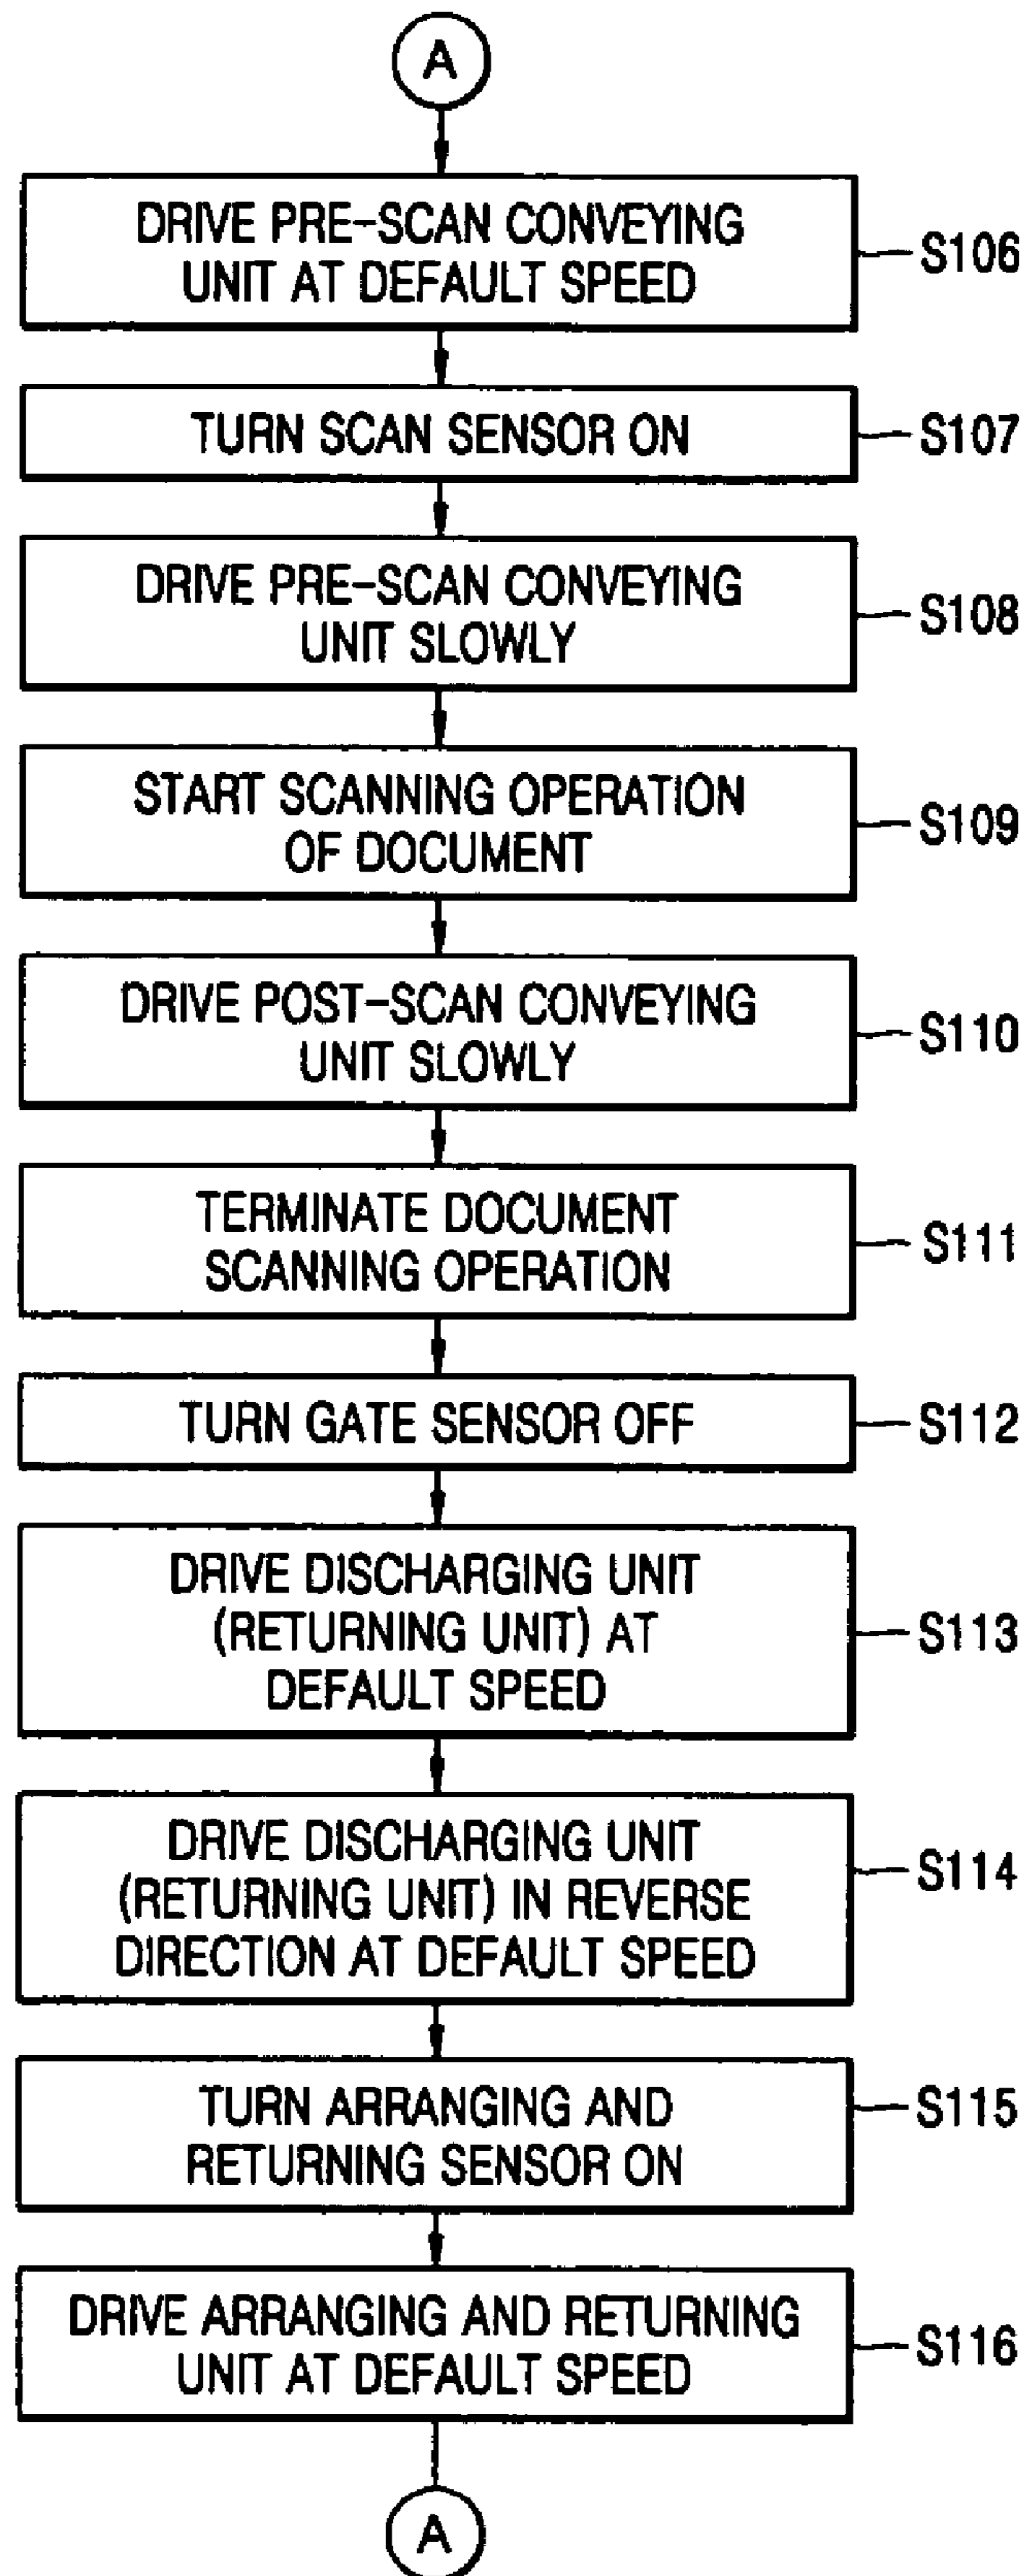 A
DRIVE PRE-SCAN CONVEYING
UNIT AT DEFAULT SPEED
S106
TURN SCAN SENSOR ON
S107
DRIVE PRE-SCAN CONVEYING
UNIT SLOWLY
S108
START SCANNING OPERATION
OF DOCUMENT
S109
DRIVE POST-SCAN CONVEYING
UNIT SLOWLY
S110
TERMINATE DOCUMENT
SCANNING OPERATION
S111
TURN GATE SENSOR OFF
S112
DRIVE DISCHARGING UNIT
(RETURNING UNIT) AT
DEFAULT SPEED
S113
DRIVE DISCHARGING UNIT
(RETURNING UNIT) IN REVERSE
DIRECTION AT DEFAULT SPEED
S114
TURN ARRANGING AND
RETURNING SENSOR ON
S115
DRIVE ARRANGING AND RETURNING
UNIT AT DEFAULT SPEED
S116
A